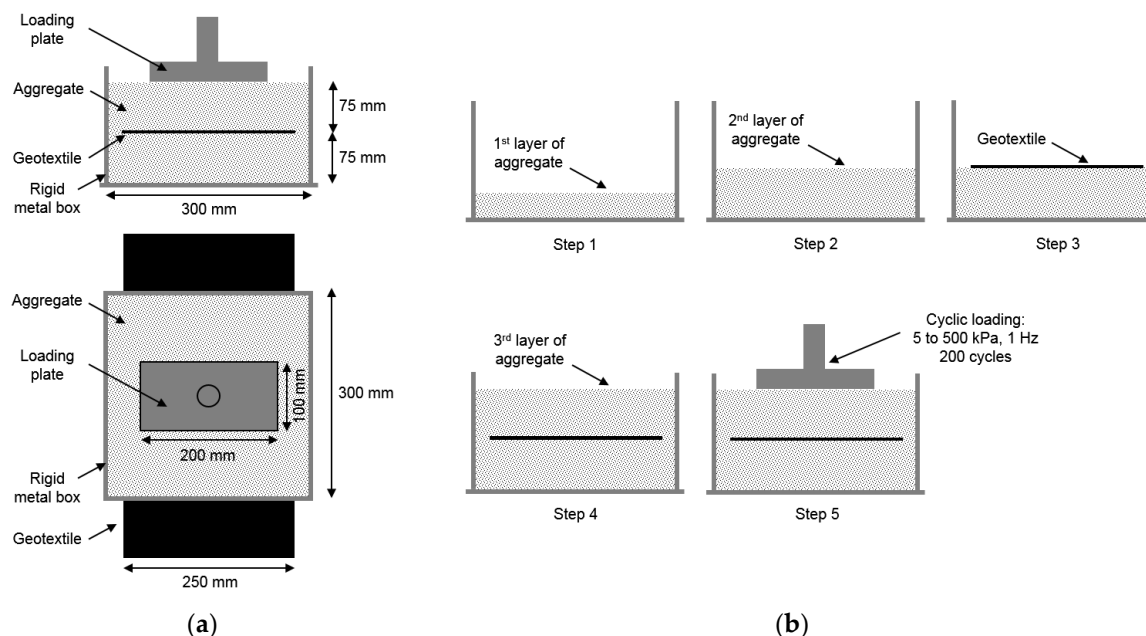 Loading
plate
Aggregate
Geotextile
Rigid
metal box
75 mm
75 mm
300 mm
Aggregate
Loading
plate
Rigid
metal box
Geotextile
100 mm
200 mm
300 mm
250 mm
(a)
1st layer of
aggregate
Step 1
2nd layer of
aggregate
Step 2
Geotextile
Step 3
3rd layer of
aggregate
Step 4
Cyclic loading:
5 to 500 kPa, 1 Hz
200 cycles
Step 5
(b)